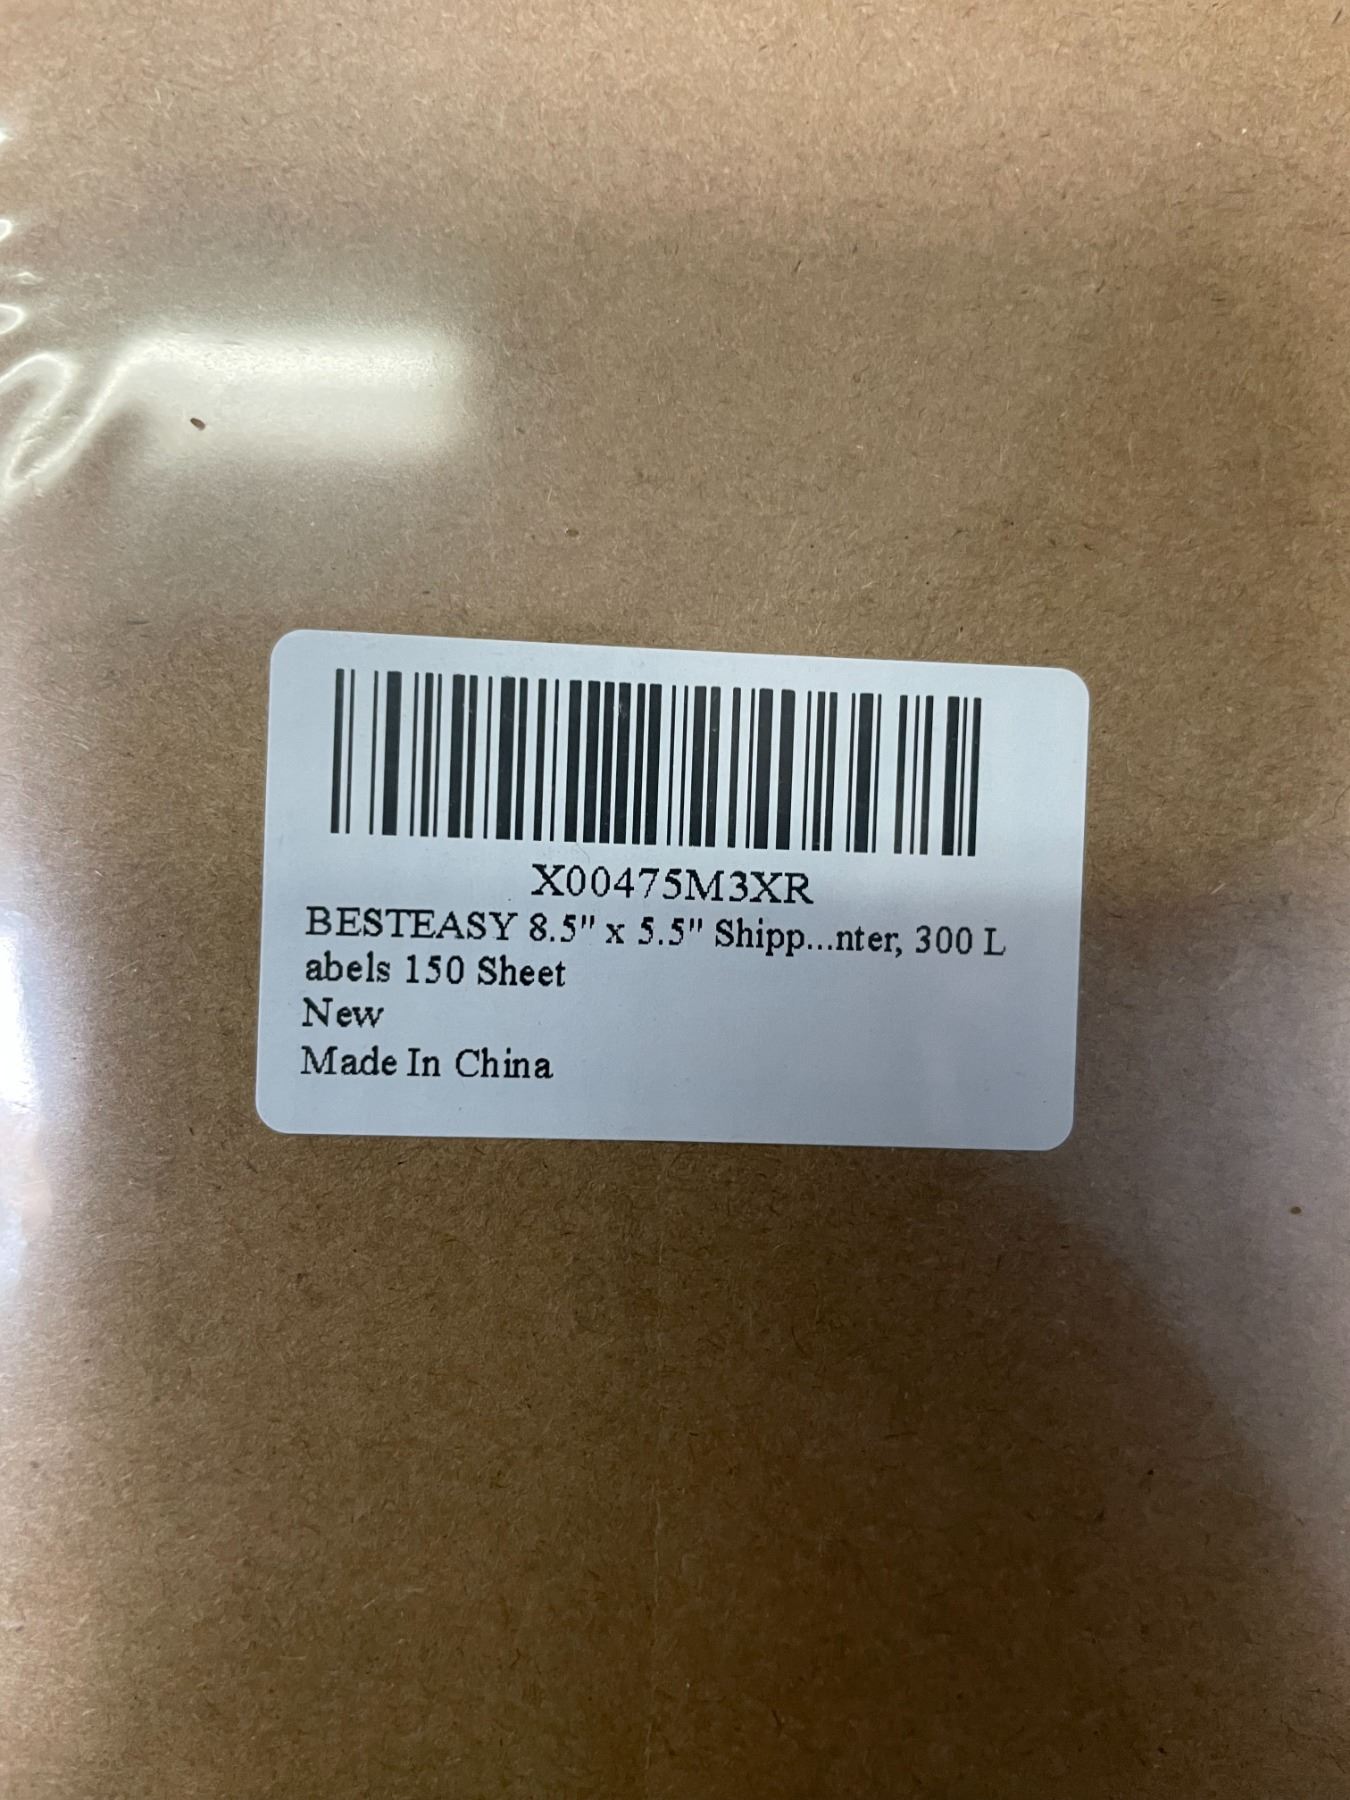 X00475M3XR
BESTEASY 8.5" x 5.5" Shipp...nter, 300 L
abels 150 Sheet
New
Made In China